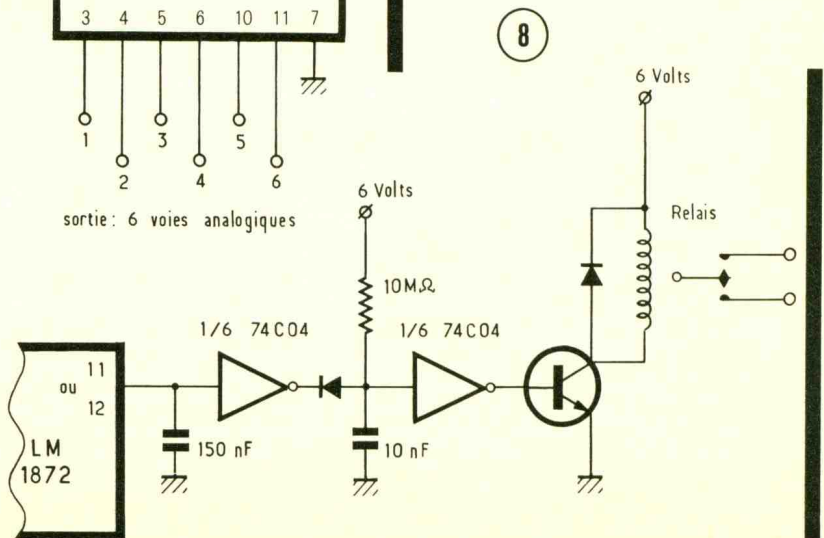 3 4 5 6 10 11 7
1 3 5
2 4 6
sortie: 6 voies analogiques
8
6 Volts
Relais
6 Volts
10MΩ
1/6 74C04
1/6 74C04
11
ou
12
LM
1872
150 nF
10 nF